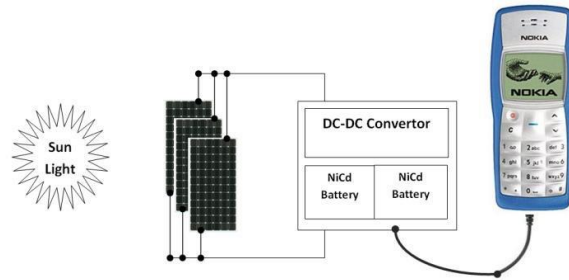 Sun
Light
DC-DC Convertor
NiCd
Battery
NiCd
Battery
NOKIA
NOKIA
C